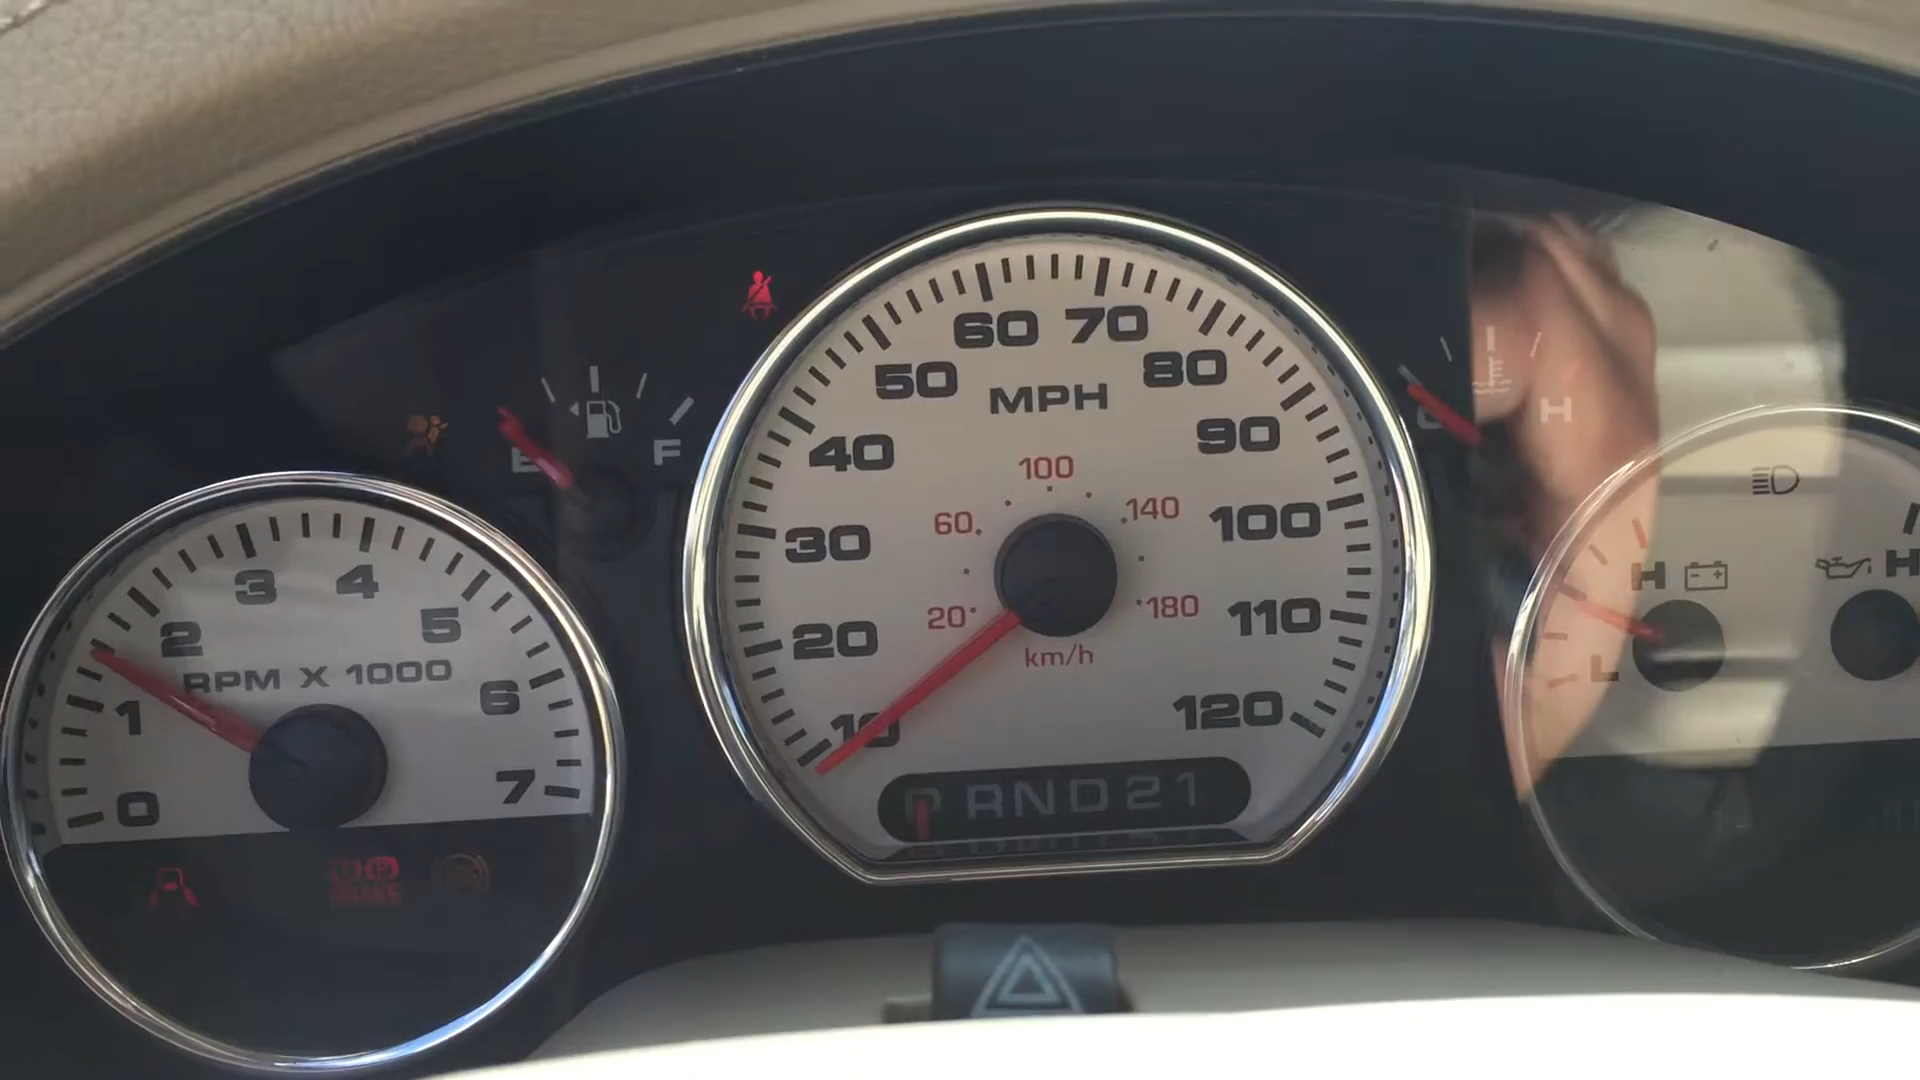 60 70
50 80
MPH
E F
C H
40 90
100
60 140
30 100
3 4
2 5
RPM X 1000
H H
20 180
km/h
20 110
L
1 6
10 120
0 7
P R N D 2 1
BRAKE
ABS